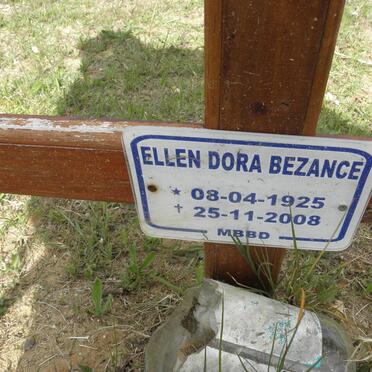 ELLEN DORA BEZANCE
* 08-04-1925
† 25-11-2008
MBBD